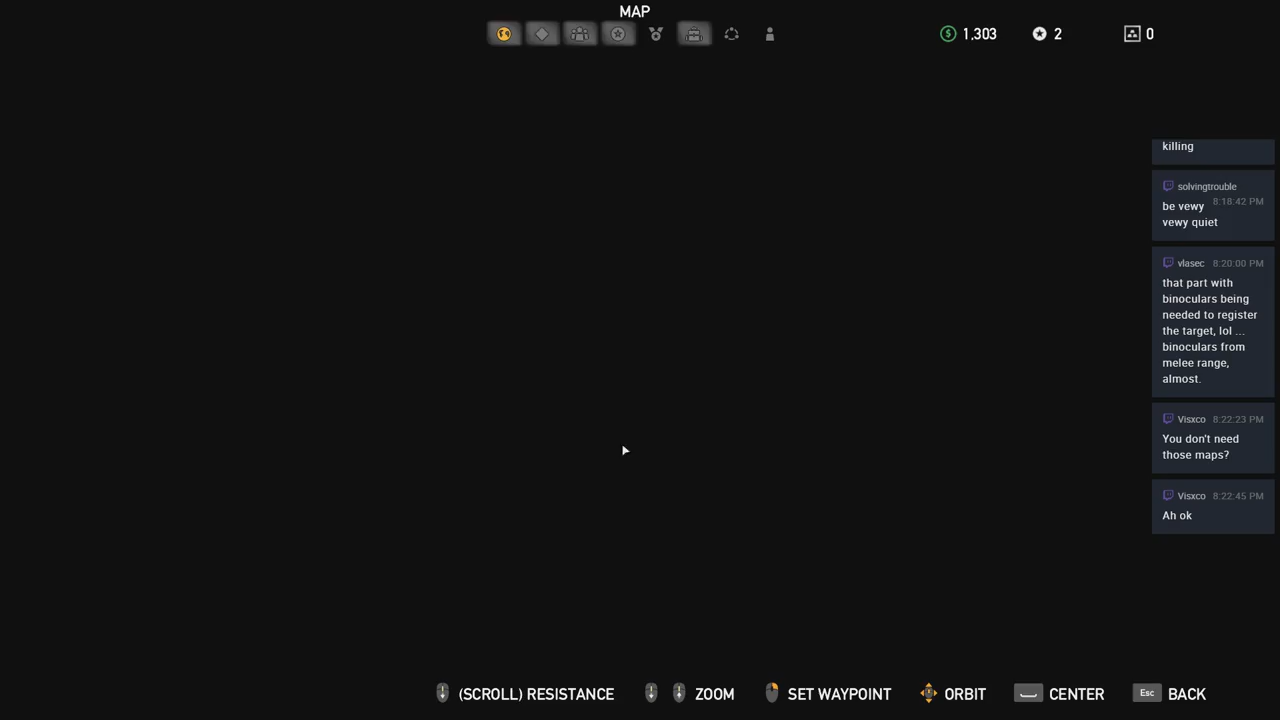 MAP
1,303
2
0
killing
solvingtrouble
be vewy 8:18:42 PM
vewy quiet
vlasec 8:20:00 PM
that part with
binoculars being
needed to register
the target, lol ...
binoculars from
melee range,
almost.
Visxco 8:22:23 PM
You don't need
those maps?
Visxco 8:22:45 PM
Ah ok
(SCROLL) RESISTANCE
ZOOM
SET WAYPOINT
ORBIT
CENTER
Esc BACK